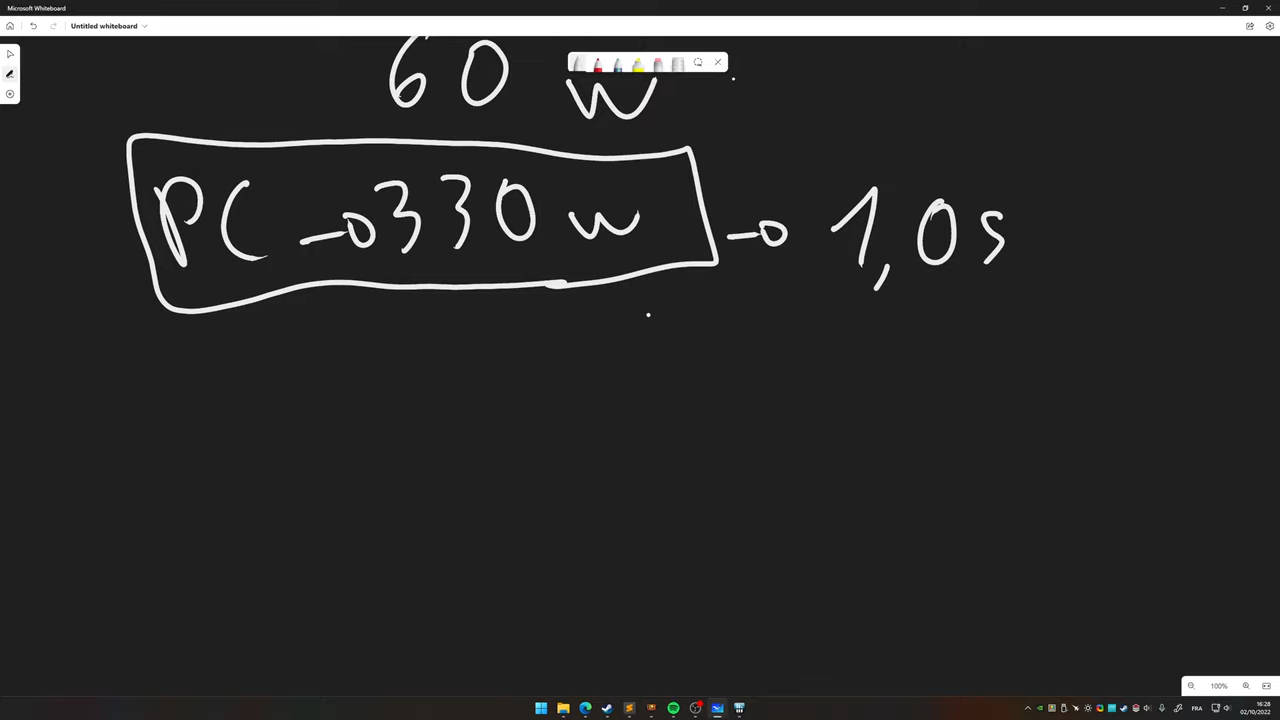 Microsoft Whiteboard
Untitled whiteboard
60 w
PC → 330 w → 1,0 s
100%
FRA
16:28
02/10/2022